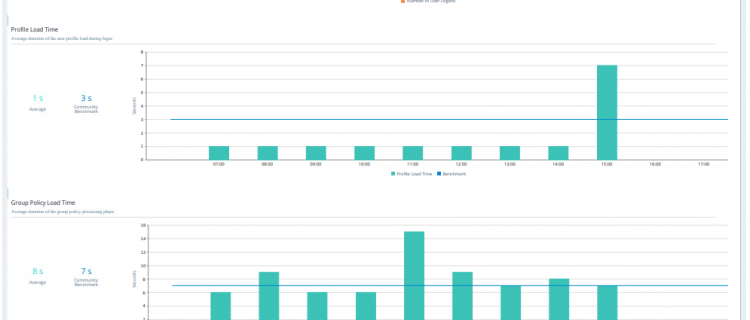 Number of User Logons
Profile Load Time
Average duration of the user profile load during logon.
8
7
6
5
4
3
2
1
0
Seconds
1 s
Average
3 s
Community
Benchmark
07:00 08:00 09:00 10:00 11:00 12:00 13:00 14:00 15:00 16:00 17:00
Profile Load Time Benchmark
Group Policy Load Time
Average duration of the group policy processing phase.
16
14
12
10
8
6
4
2
Seconds
8 s
Average
7 s
Community
Benchmark